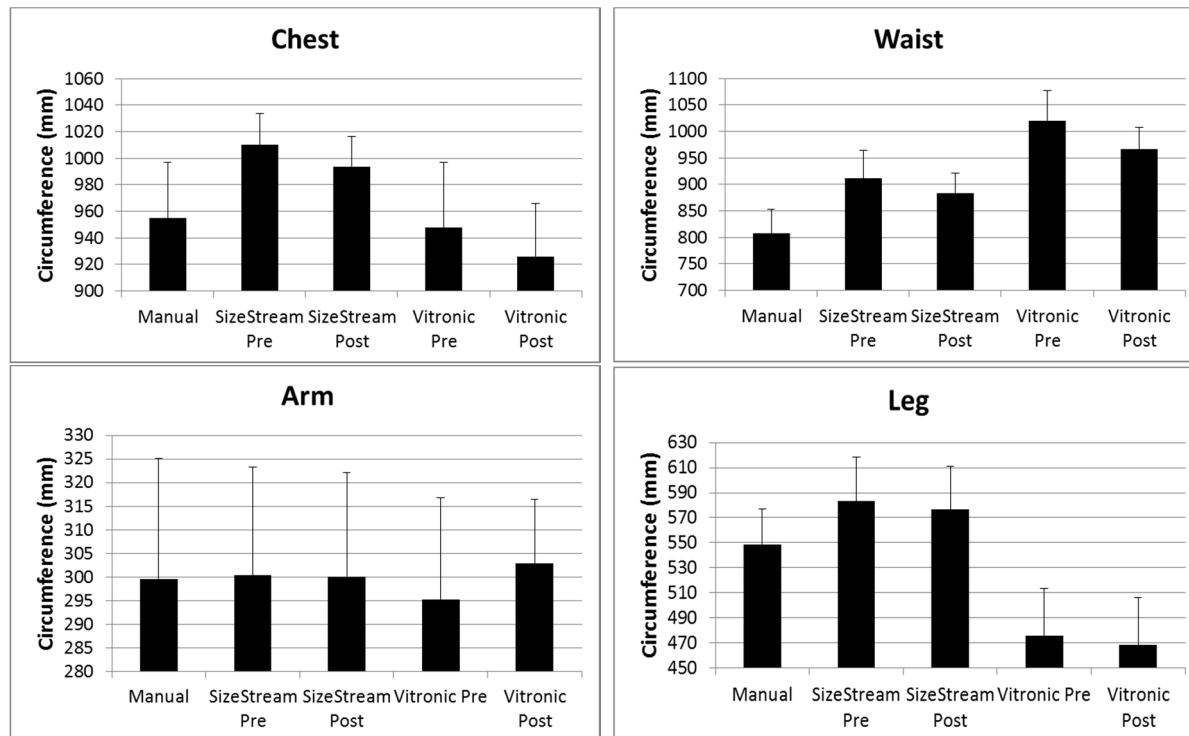 Chest
Circumference (mm)
1060
1040
1020
1000
980
960
940
920
900
Manual
SizeStream
Pre
SizeStream
Post
Vitronic
Pre
Vitronic
Post
Waist
Circumference (mm)
1100
1050
1000
950
900
850
800
750
700
Manual
SizeStream
Pre
SizeStream
Post
Vitronic
Pre
Vitronic
Post
Arm
Circumference (mm)
330
325
320
315
310
305
300
295
290
285
280
Manual
SizeStream
Pre
SizeStream
Post
Vitronic Pre
Vitronic
Post
Leg
Circumference (mm)
630
610
590
570
550
530
510
490
470
450
Manual
SizeStream
Pre
SizeStream
Post
Vitronic Pre
Vitronic
Post